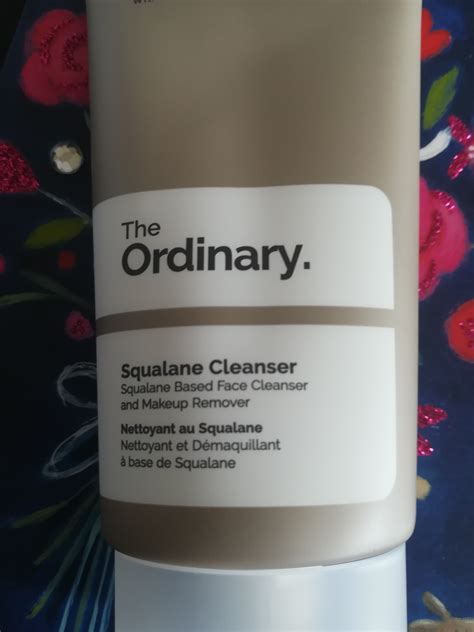 The
Ordinary.
Squalane Cleanser
Squalane Based Face Cleanser
and Makeup Remover
Nettoyant au Squalane
Nettoyant et Démaquillant
à base de Squalane